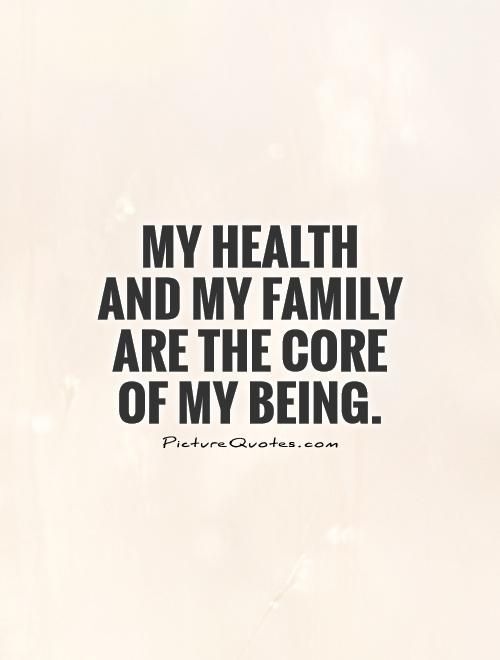 MY HEALTH
AND MY FAMILY
ARE THE CORE
OF MY BEING.
PictureQuotes.com